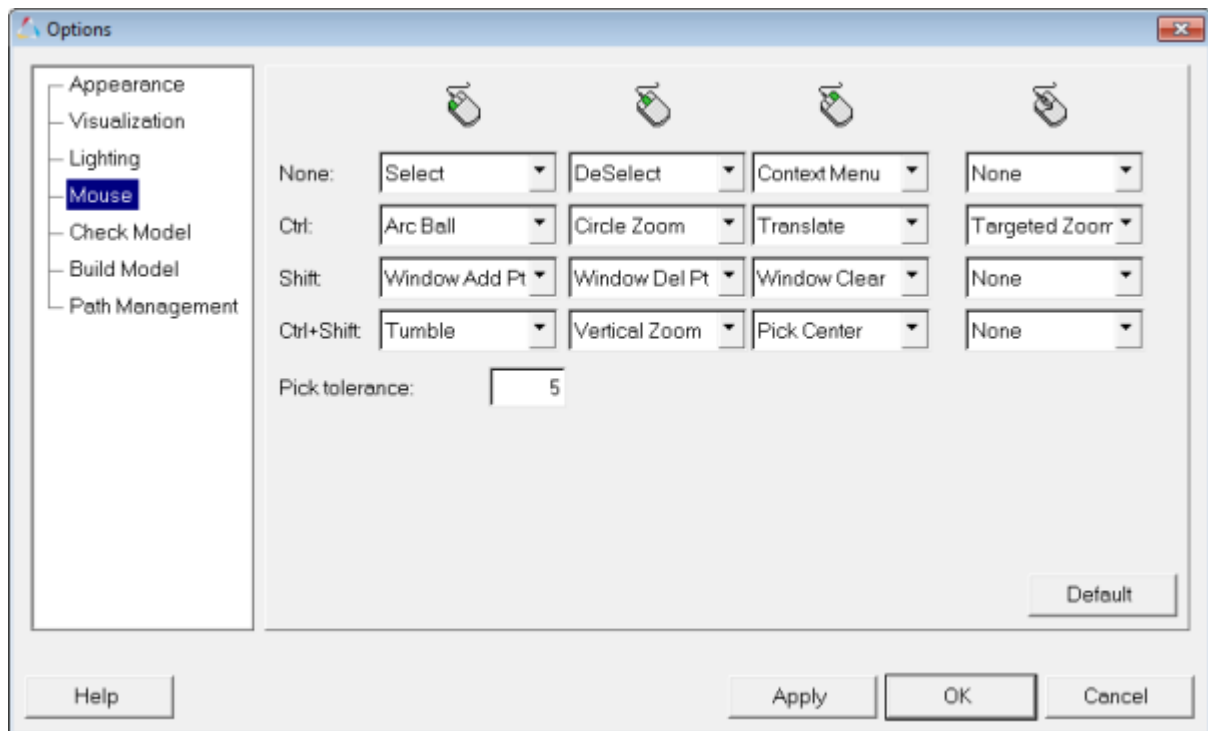 Options
Appearance
Visualization
Lighting
Mouse
Check Model
Build Model
Path Management
None: Select DeSelect Context Menu None
Ctrl: Arc Ball Circle Zoom Translate Targeted Zoom
Shift: Window Add Pt Window Del Pt Window Clear None
Ctrl+Shift: Tumble Vertical Zoom Pick Center None
Pick tolerance: 5
Default
Help Apply OK Cancel